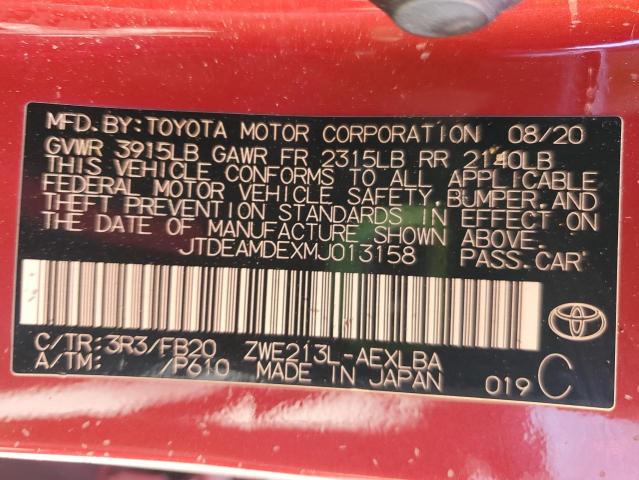 MFD.BY:TOYOTA MOTOR CORPORATION 08/20
GVWR 3915LB GAWR FR 2315LB RR 2140LB
THIS VEHICLE CONFORMS TO ALL APPLICABLE
FEDERAL MOTOR VEHICLE SAFETY,BUMPER,AND
THEFT PREVENTION STANDARDS IN EFFECT ON
THE DATE OF MANUFACTURE SHOWN ABOVE.
JTDEAMDEXMJ013158 PASS.CAR
C/TR:3R3/FB20 ZWE213L-AEXLBA
A/TM: /P610 MADE IN JAPAN 019 C